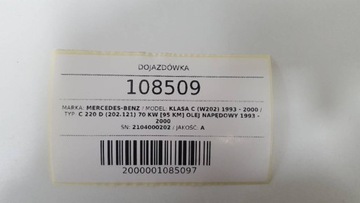 DOJAZDÓWKA
108509
MARKA: MERCEDES-BENZ / MODEL: KLASA C (W202) 1993 - 2000 /
TYP: C 220 D (202.121) 70 KW [95 KM] OLEJ NAPĘDOWY 1993 -
2000
SN: 2104000202 / JAKOŚĆ: A
2000001085097